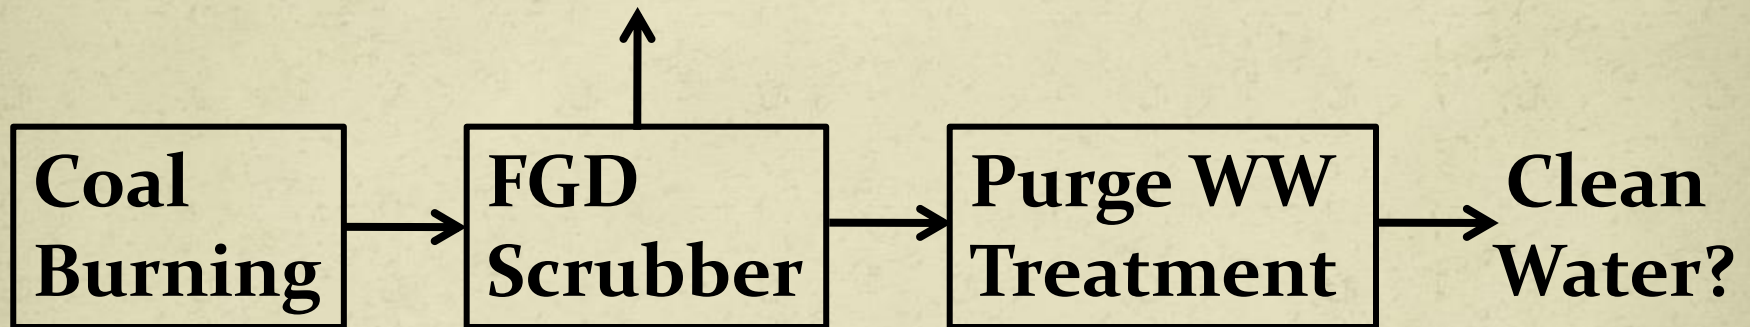 Coal
Burning
FGD
Scrubber
Purge WW
Treatment
Clean
Water?